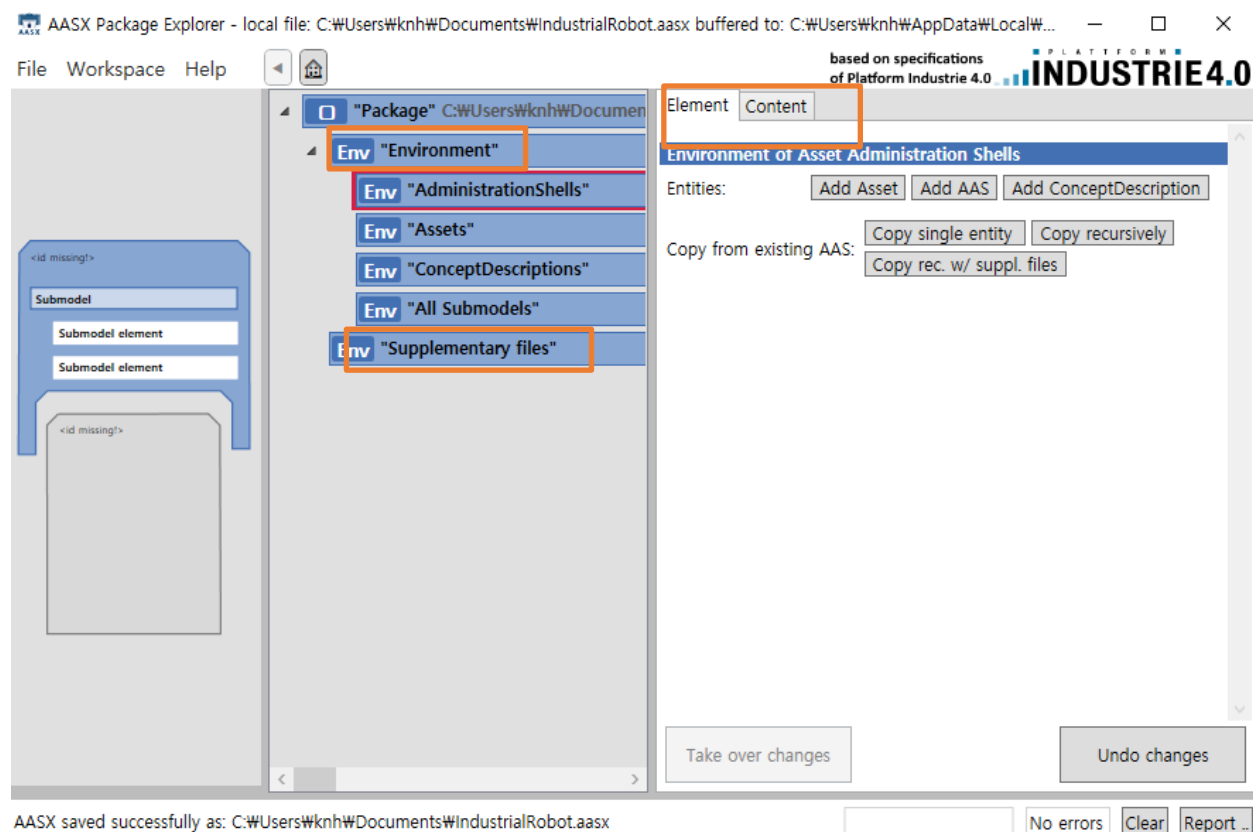 AASX Package Explorer - local file: C:₩Users₩knh₩Documents₩IndustrialRobot.aasx buffered to: C:₩Users₩knh₩AppData₩Local₩...
File Workspace Help
based on specifications
of Platform Industrie 4.0
PLATTFORM
INDUSTRIE4.0
AASX
<id missing!>
Submodel
Submodel element
Submodel element
<id missing!>
"Package" C:₩Users₩knh₩Documen
Env "Environment"
Env "AdministrationShells"
Env "Assets"
Env "ConceptDescriptions"
Env "All Submodels"
Env "Supplementary files"
Element Content
Environment of Asset Administration Shells
Entities: Add Asset Add AAS Add ConceptDescription
Copy from existing AAS: Copy single entity Copy recursively
Copy rec. w/ suppl. files
Take over changes Undo changes
AASX saved successfully as: C:₩Users₩knh₩Documents₩IndustrialRobot.aasx
No errors Clear Report ..